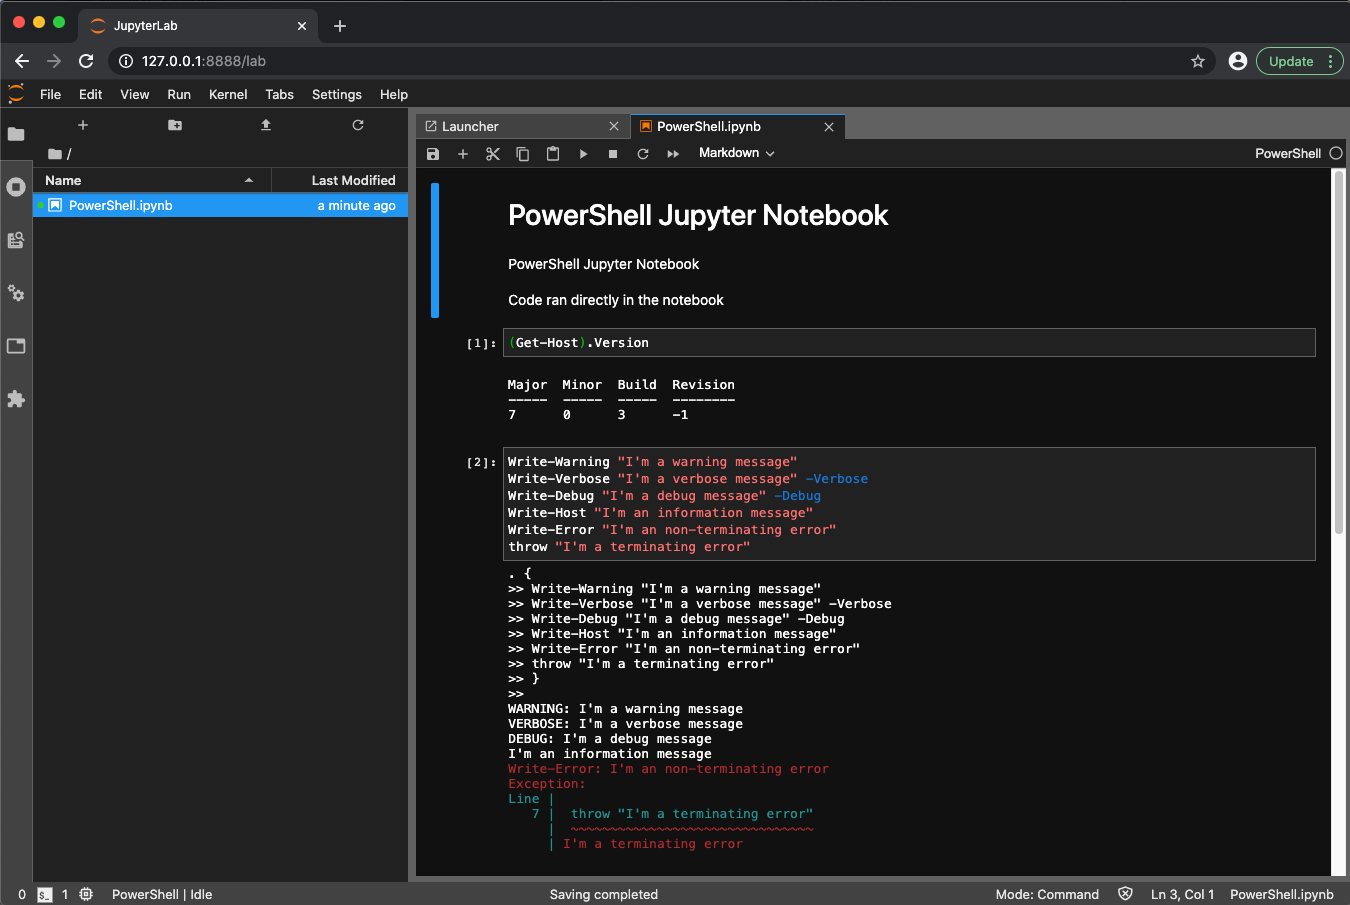 JupyterLab
127.0.0.1:8888/lab
Update
File Edit View Run Kernel Tabs Settings Help
/
Name Last Modified
PowerShell.ipynb a minute ago
Launcher PowerShell.ipynb
Markdown PowerShell
PowerShell Jupyter Notebook
PowerShell Jupyter Notebook
Code ran directly in the notebook
[1]: (Get-Host).Version
Major Minor Build Revision
----- ----- ----- --------
7 0 3 -1
[2]: Write-Warning "I'm a warning message"
Write-Verbose "I'm a verbose message" -Verbose
Write-Debug "I'm a debug message" -Debug
Write-Host "I'm an information message"
Write-Error "I'm an non-terminating error"
throw "I'm a terminating error"
. {
>> Write-Warning "I'm a warning message"
>> Write-Verbose "I'm a verbose message" -Verbose
>> Write-Debug "I'm a debug message" -Debug
>> Write-Host "I'm an information message"
>> Write-Error "I'm an non-terminating error"
>> throw "I'm a terminating error"
>> }
>>
WARNING: I'm a warning message
VERBOSE: I'm a verbose message
DEBUG: I'm a debug message
I'm an information message
Write-Error: I'm an non-terminating error
Exception:
Line |
7 | throw "I'm a terminating error"
| ~~~~~~~~~~~~~~~~~~~~~~~~~~~~~~~
| I'm a terminating error
0 $_ 1 PowerShell | Idle Saving completed Mode: Command Ln 3, Col 1 PowerShell.ipynb